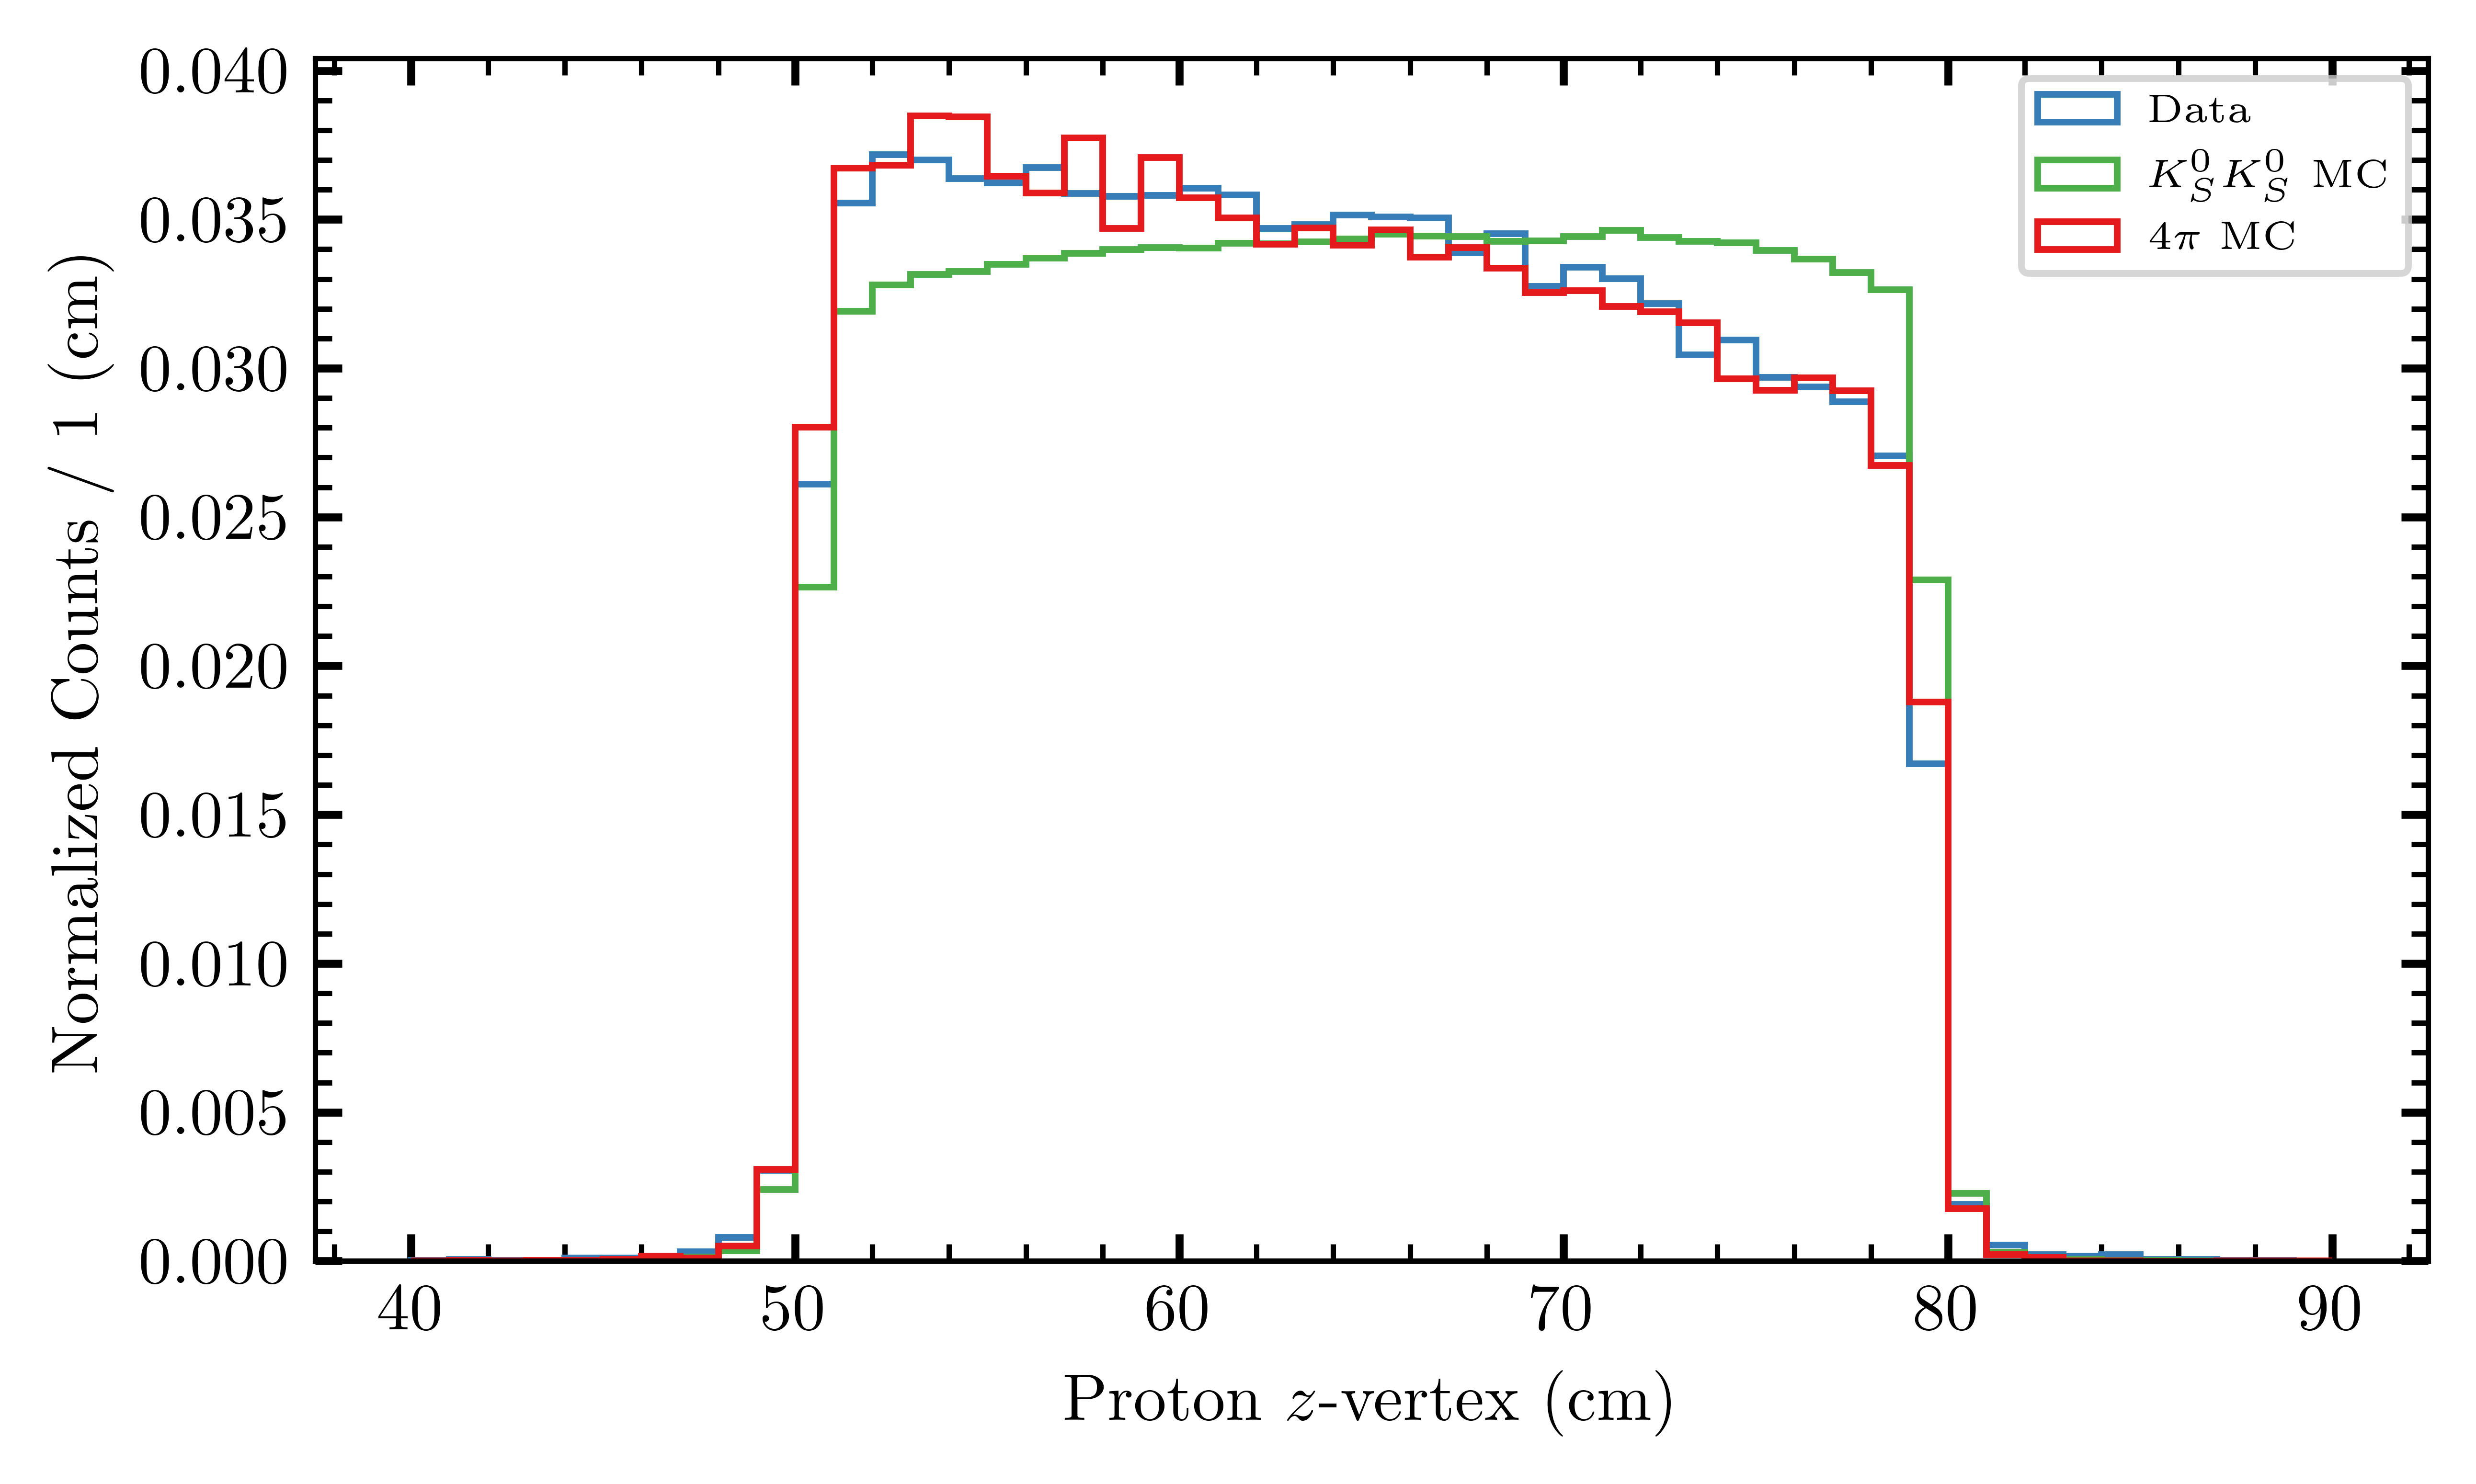 Normalized Counts / 1 (cm)
0.040
0.035
0.030
0.025
0.020
0.015
0.010
0.005
0.000
Data
K⁰_S K⁰_S MC
4π MC
40 50 60 70 80 90
Proton z-vertex (cm)